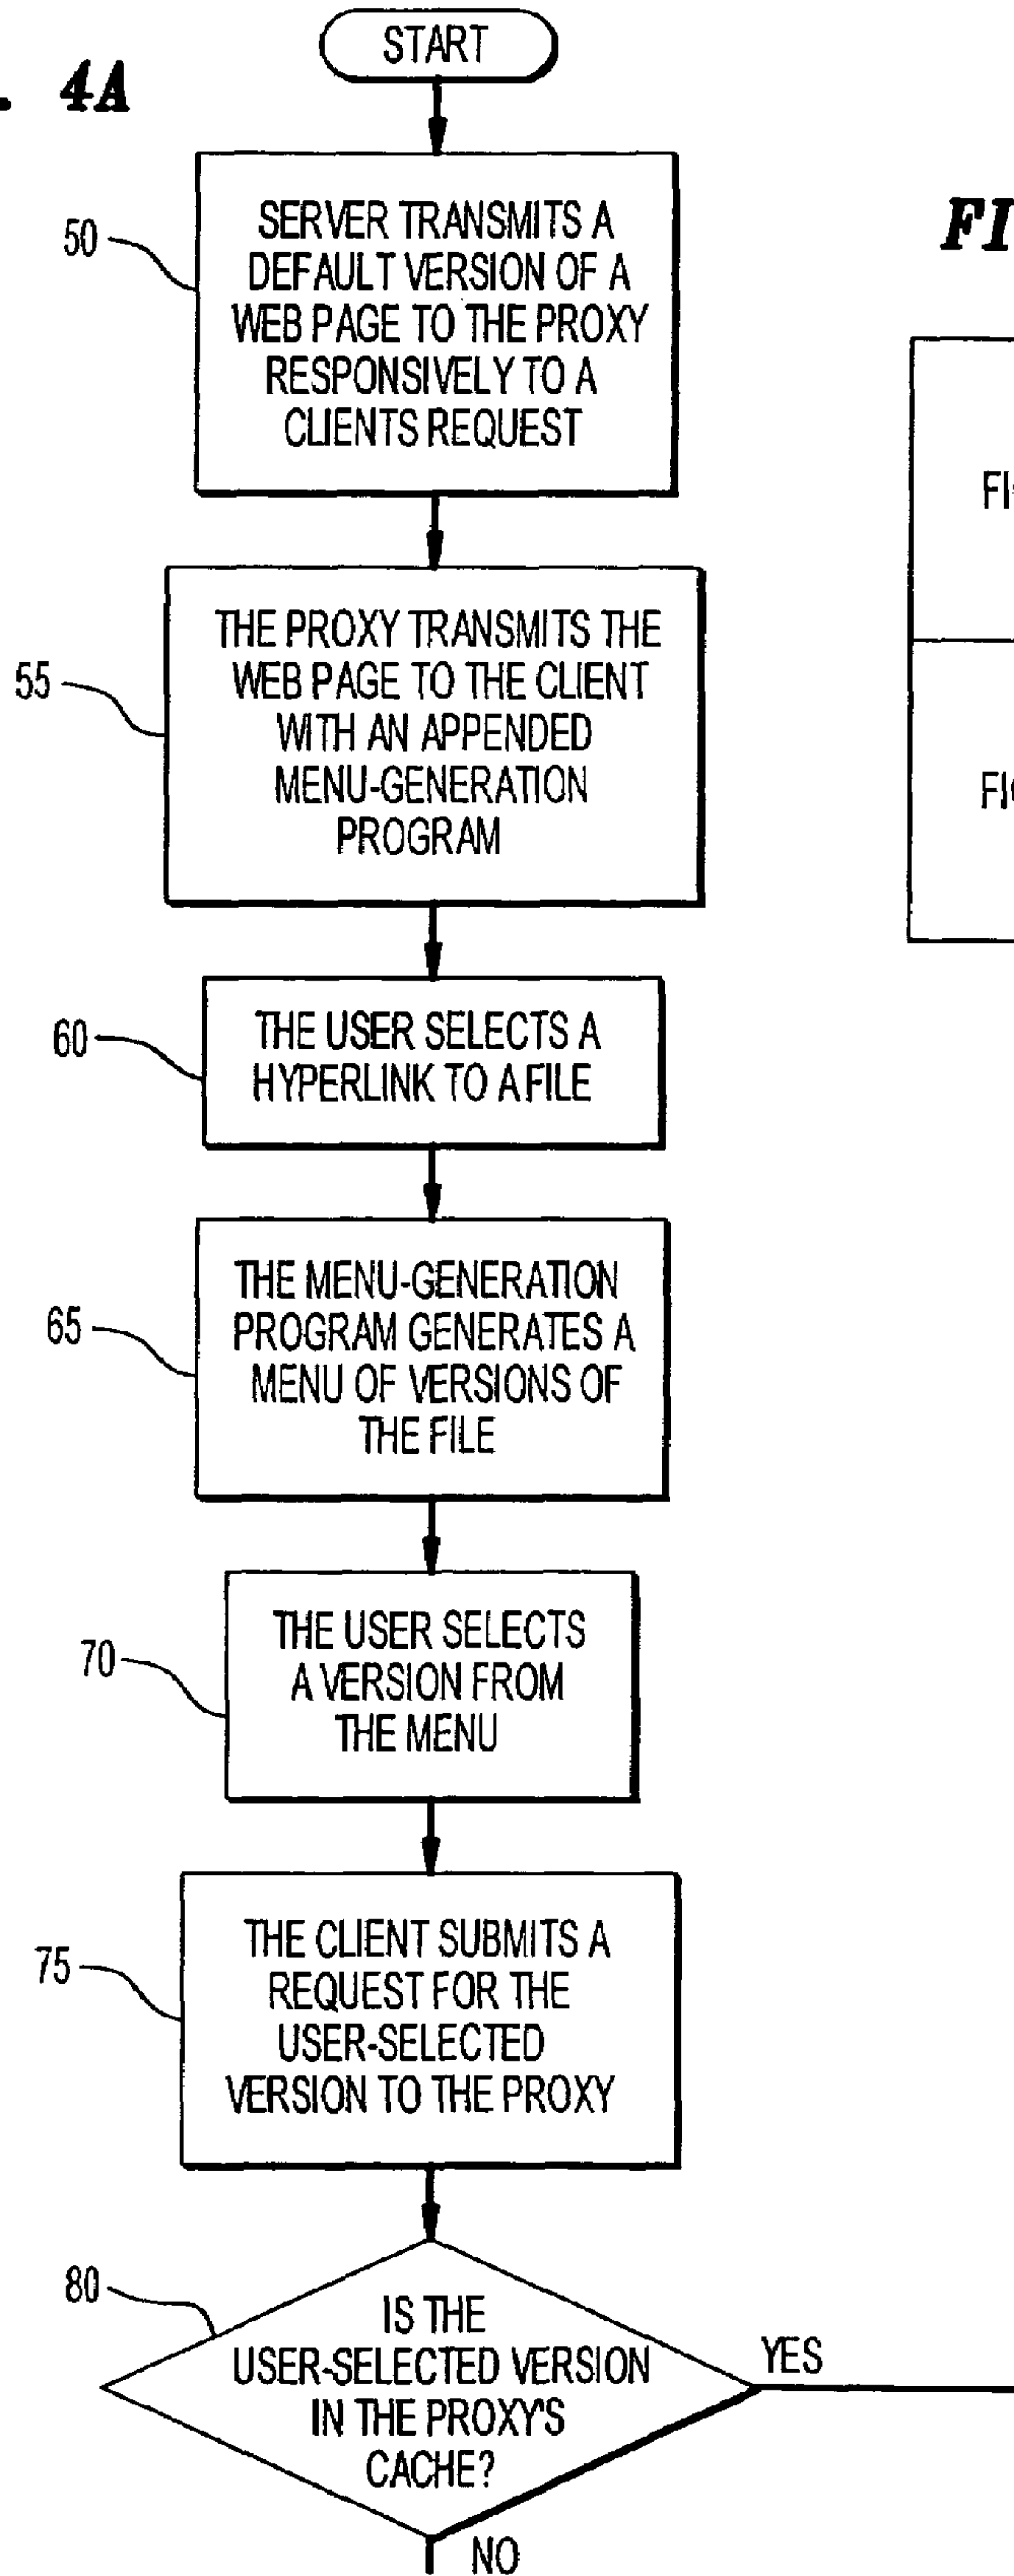 START
. 4A
50
SERVER TRANSMITS A
DEFAULT VERSION OF A
WEB PAGE TO THE PROXY
RESPONSIVELY TO A
CLIENTS REQUEST
55
THE PROXY TRANSMITS THE
WEB PAGE TO THE CLIENT
WITH AN APPENDED
MENU-GENERATION
PROGRAM
60
THE USER SELECTS A
HYPERLINK TO A FILE
65
THE MENU-GENERATION
PROGRAM GENERATES A
MENU OF VERSIONS OF
THE FILE
70
THE USER SELECTS
A VERSION FROM
THE MENU
75
THE CLIENT SUBMITS A
REQUEST FOR THE
USER-SELECTED
VERSION TO THE PROXY
80
IS THE
USER-SELECTED VERSION
IN THE PROXY'S
CACHE?
YES
NO